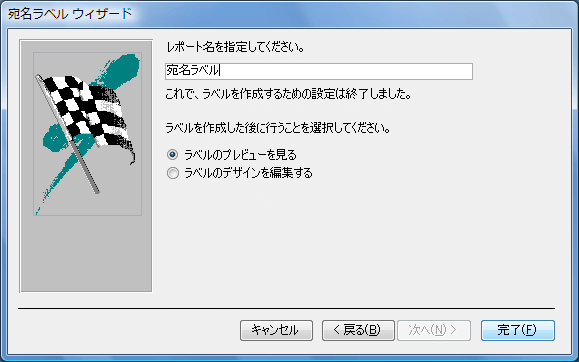 宛名ラベル ウィザード
レポート名を指定してください。
宛名ラベル
これで、ラベルを作成するための設定は終了しました。
ラベルを作成した後に行うことを選択してください。
ラベルのプレビューを見る
ラベルのデザインを編集する
キャンセル
< 戻る(B)
次へ(N) >
完了(F)